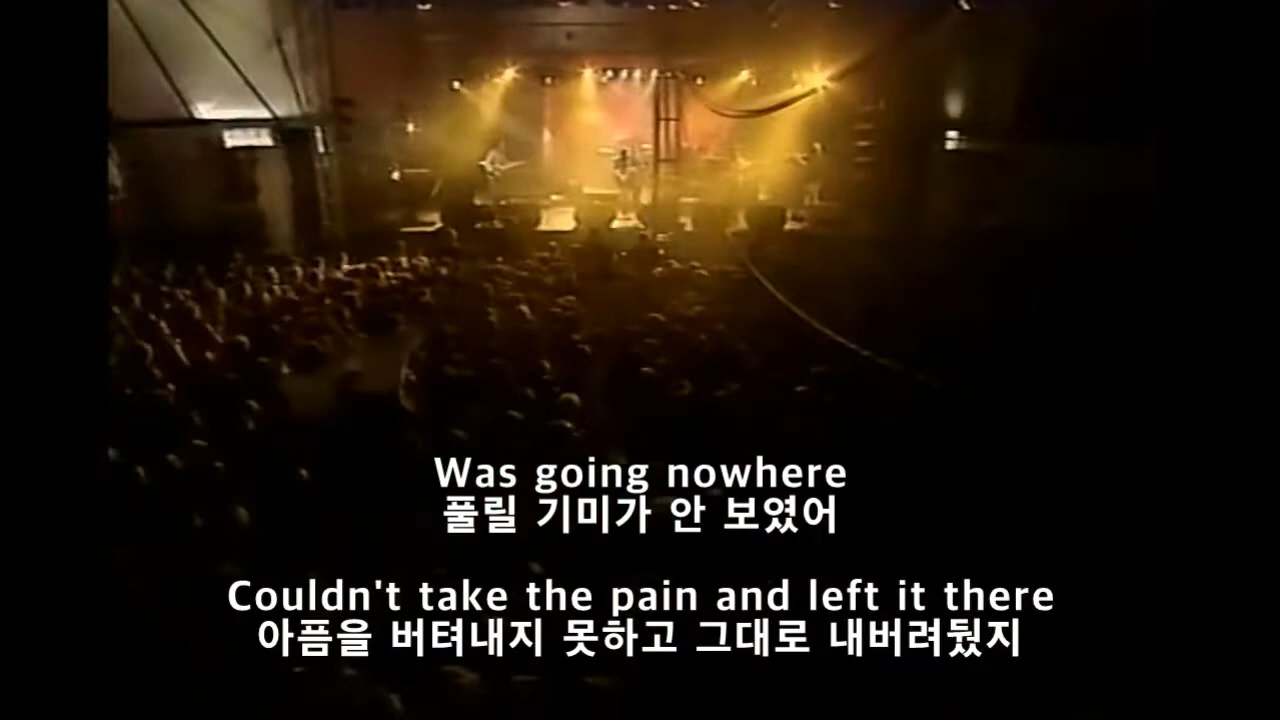 Was going nowhere
풀릴 기미가 안 보였어
Couldn't take the pain and left it there
아픔을 버텨내지 못하고 그대로 내버려뒀지